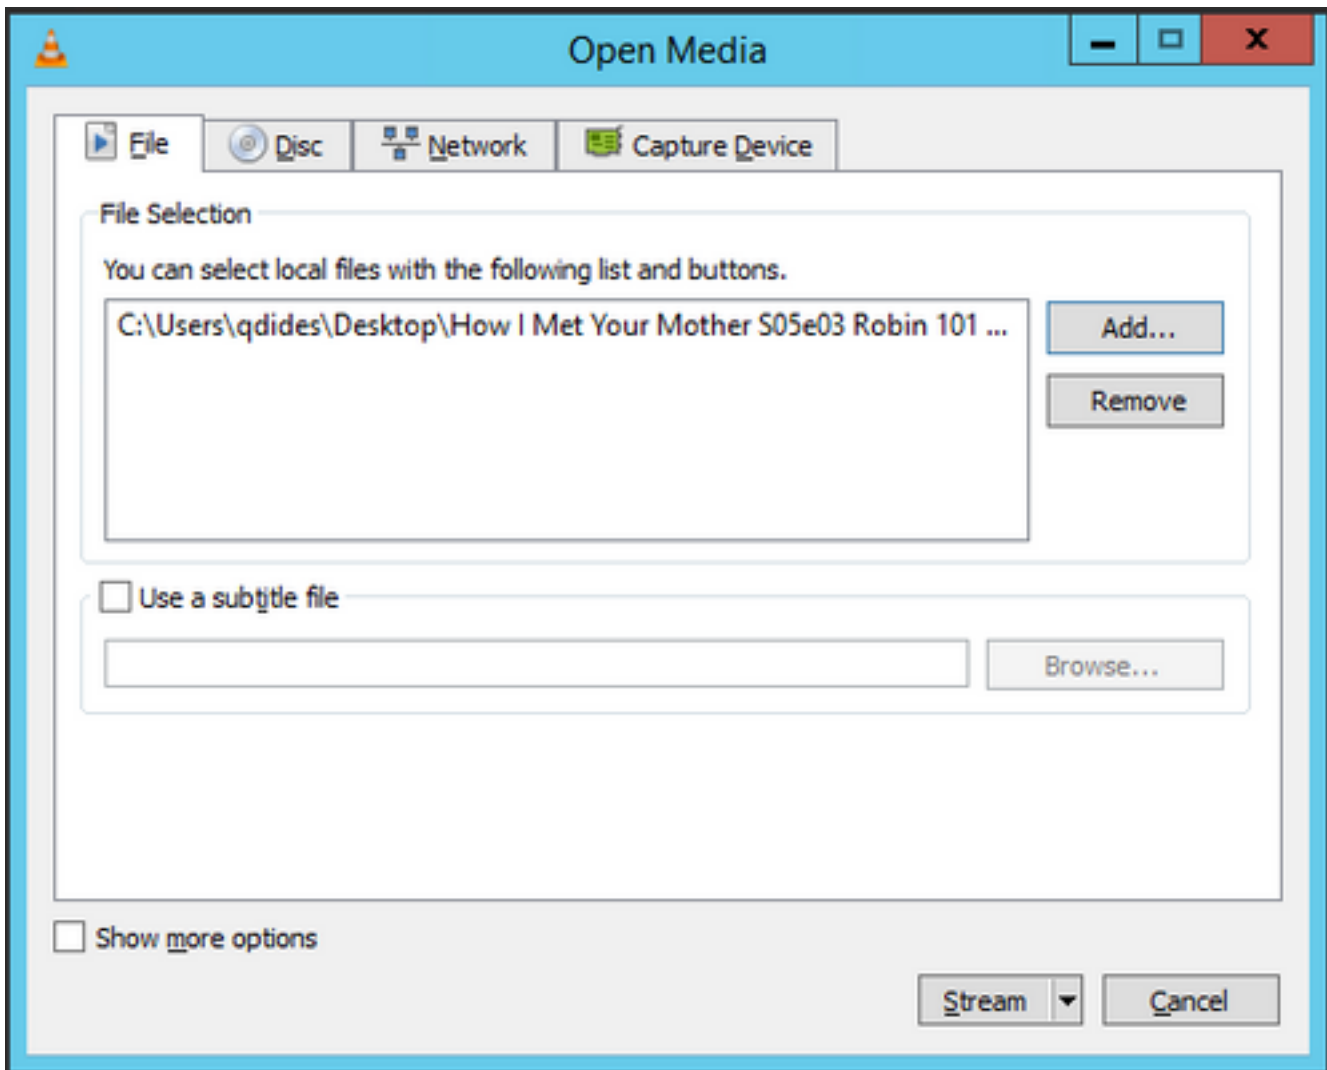 Open Media
File Disc Network Capture Device
File Selection
You can select local files with the following list and buttons.
C:\Users\qdides\Desktop\How I Met Your Mother S05e03 Robin 101 ...
Add...
Remove
Use a subtitle file
Browse...
Show more options
Stream Cancel